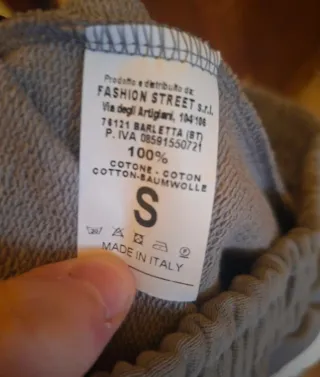 Prodotto e distribuito da:
FASHION STREET s.r.l.
Via degli Artigiani, 104/106
76121 BARLETTA (BT)
P. IVA 08591550721
100%
COTONE - COTON
COTTON-BAUMWOLLE
S
MADE IN ITALY